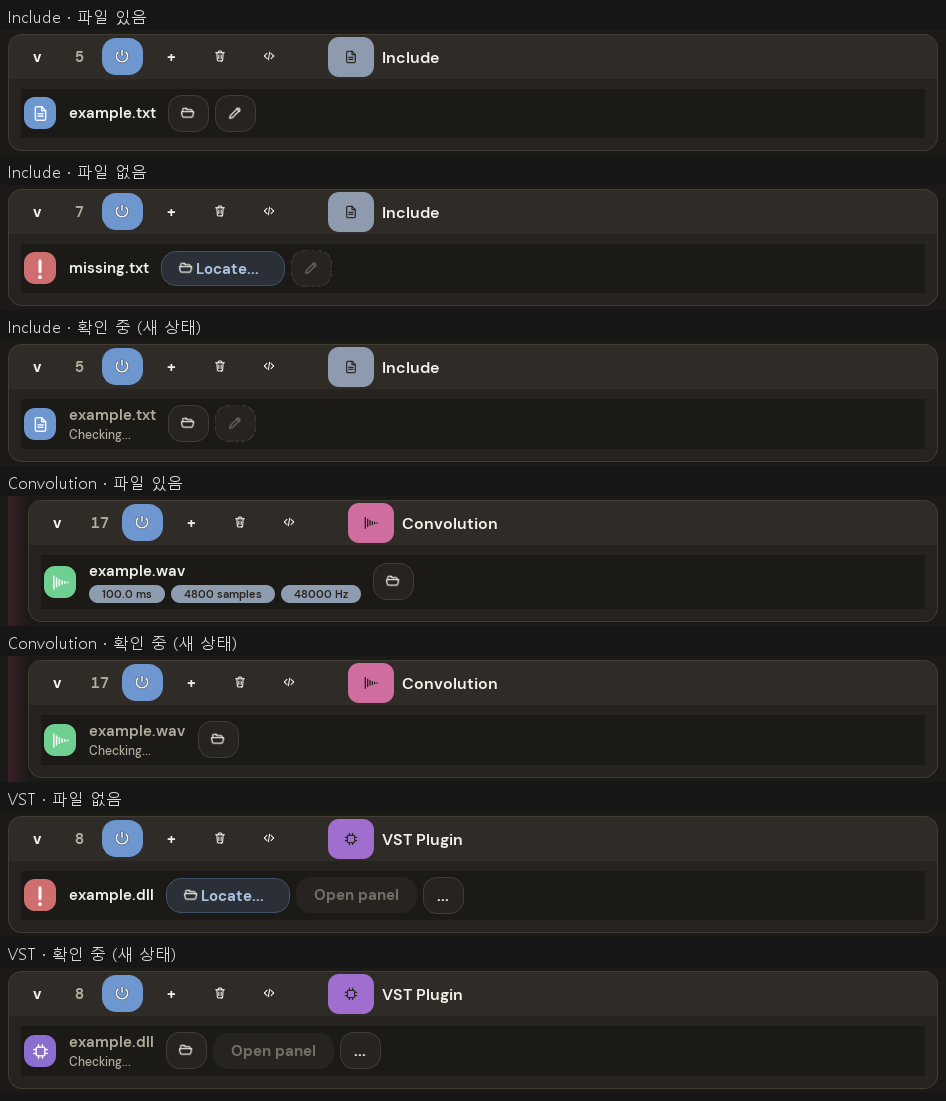 Include · 파일 있음
v 5 + </> Include
example.txt
Include · 파일 없음
v 7 + </> Include
! missing.txt Locate...
Include · 확인 중 (새 상태)
v 5 + </> Include
example.txt
Checking...
Convolution · 파일 있음
v 17 + </> Convolution
example.wav
100.0 ms 4800 samples 48000 Hz
Convolution · 확인 중 (새 상태)
v 17 + </> Convolution
example.wav
Checking...
VST · 파일 없음
v 8 + </> VST Plugin
! example.dll Locate... Open panel ...
VST · 확인 중 (새 상태)
v 8 + </> VST Plugin
example.dll Open panel ...
Checking...